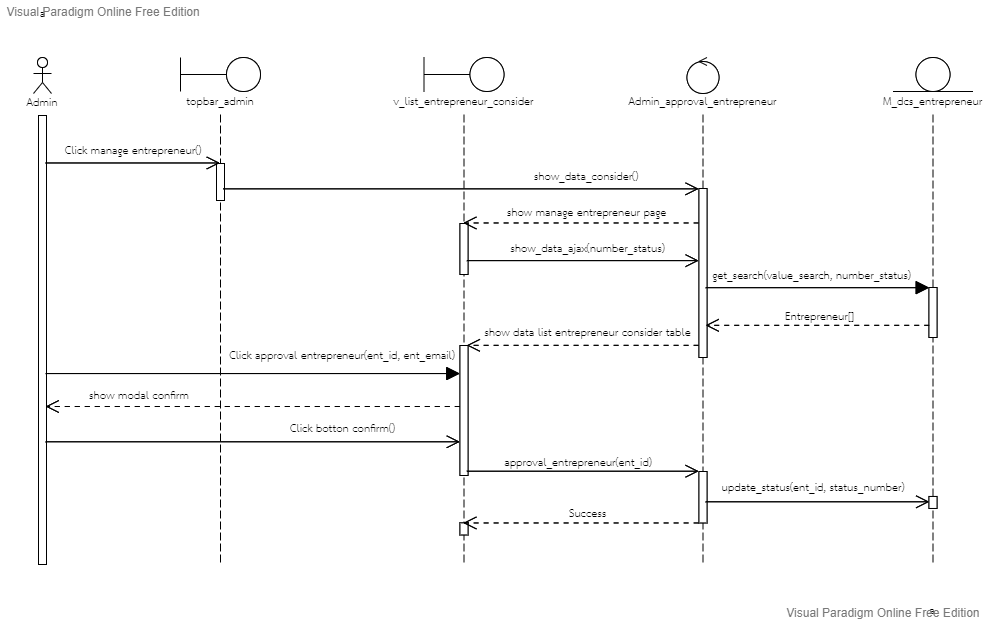 Visual Paradigm Online Free Edition
Admin
topbar_admin
v_list_entrepreneur_consider
Admin_approval_entrepreneur
M_dcs_entrepreneur
Click manage entrepreneur()
show_data_consider()
show manage entrepreneur page
show_data_ajax(number_status)
get_search(value_search, number_status)
Entrepreneur[]
show data list entrepreneur consider table
Click approval entrepreneur(ent_id, ent_email)
show modal confirm
Click botton confirm()
approval_entrepreneur(ent_id)
update_status(ent_id, status_number)
Success
Visual Paradigm Online Free Edition